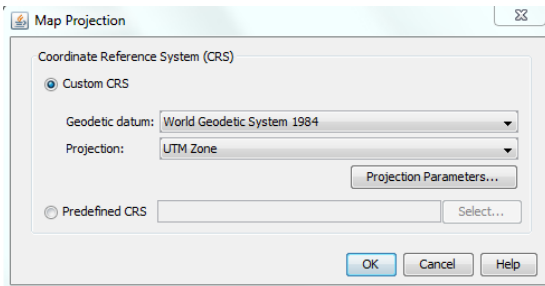 Map Projection
Coordinate Reference System (CRS)
Custom CRS
Geodetic datum: World Geodetic System 1984
Projection: UTM Zone
Projection Parameters...
Predefined CRS Select...
OK Cancel Help